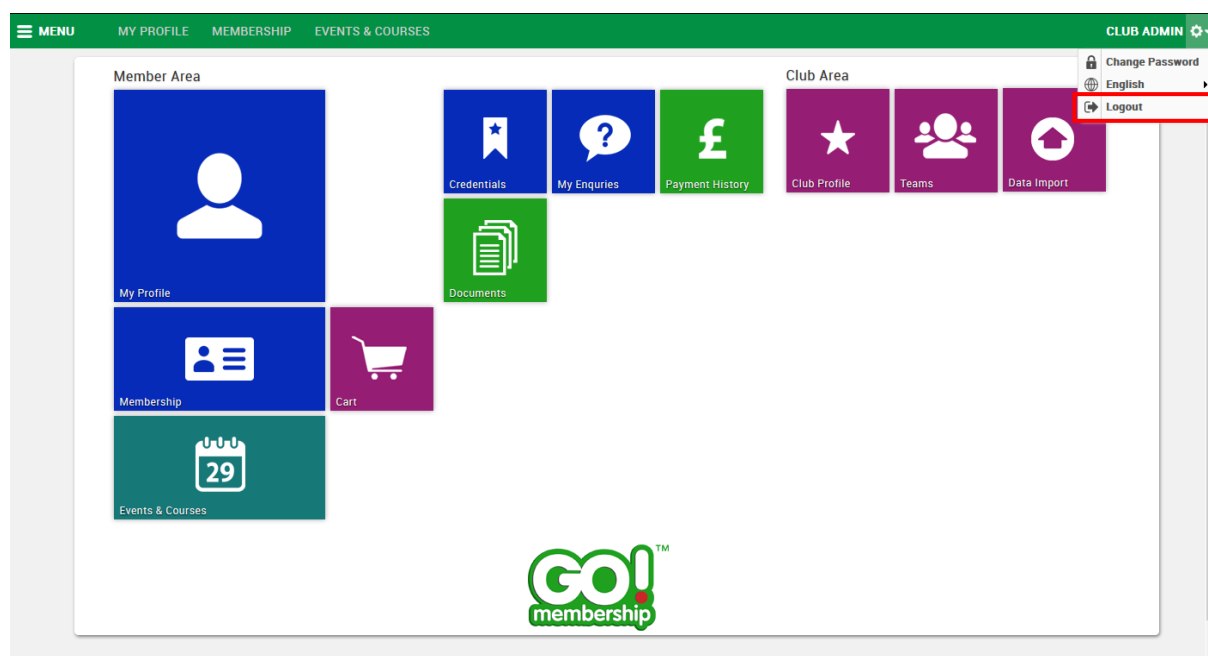 MENU
MY PROFILE
MEMBERSHIP
EVENTS & COURSES
CLUB ADMIN
Change Password
English
Logout
Member Area
Club Area
?
£
Credentials
My Enquries
Payment History
Club Profile
Teams
Data Import
My Profile
Documents
Membership
Cart
29
Events & Courses
GO!™
membership